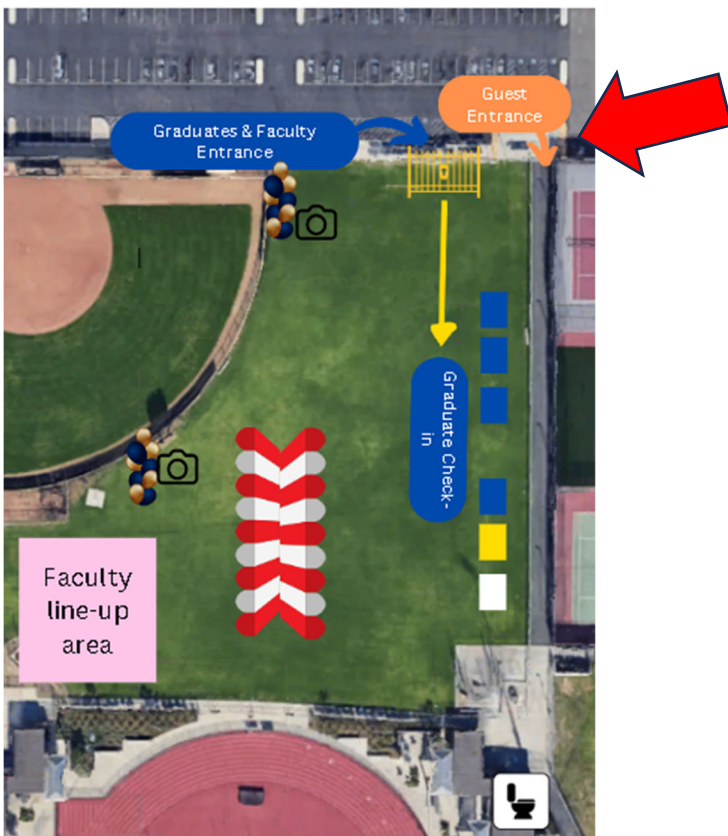 Guest
Entrance
Graduates & Faculty
Entrance
Graduate Check-
in
Faculty
line-up
area